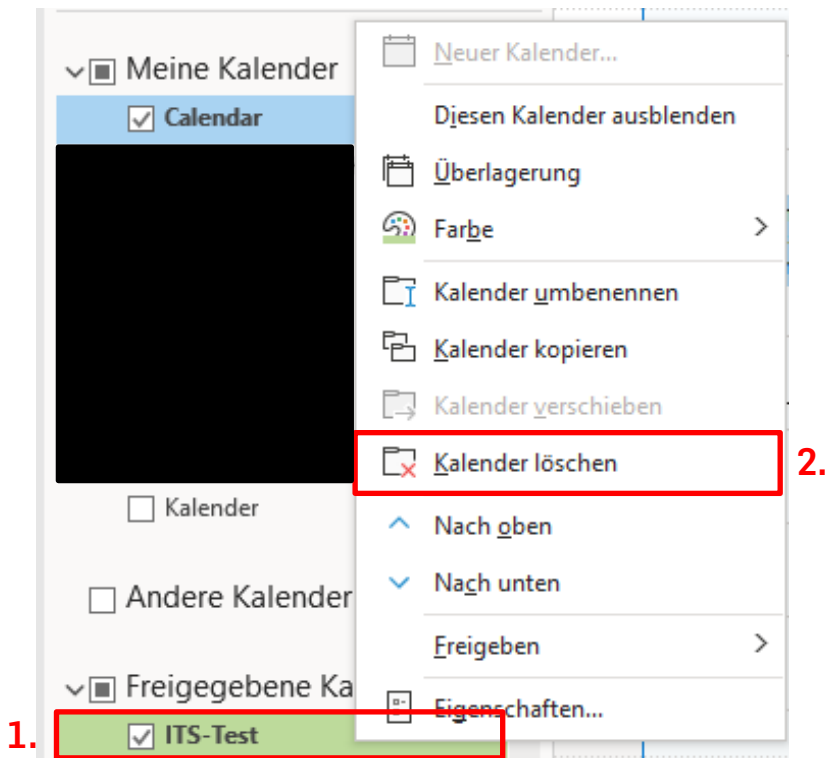 Meine Kalender
Calendar
Kalender
Andere Kalender
Freigegebene Ka
1.
ITS-Test
Neuer Kalender...
Diesen Kalender ausblenden
Überlagerung
Farbe
Kalender umbenennen
Kalender kopieren
Kalender verschieben
Kalender löschen
2.
Nach oben
Nach unten
Freigeben
Eigenschaften...